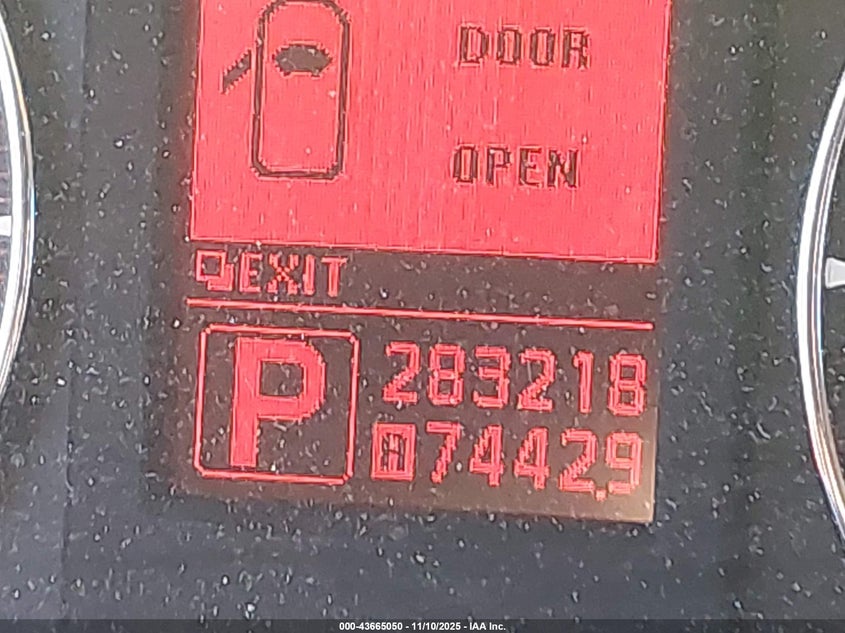 DOOR
OPEN
EXIT
P
283218
A 7442.9
000-43665050 - 11/10/2025 - IAA Inc.